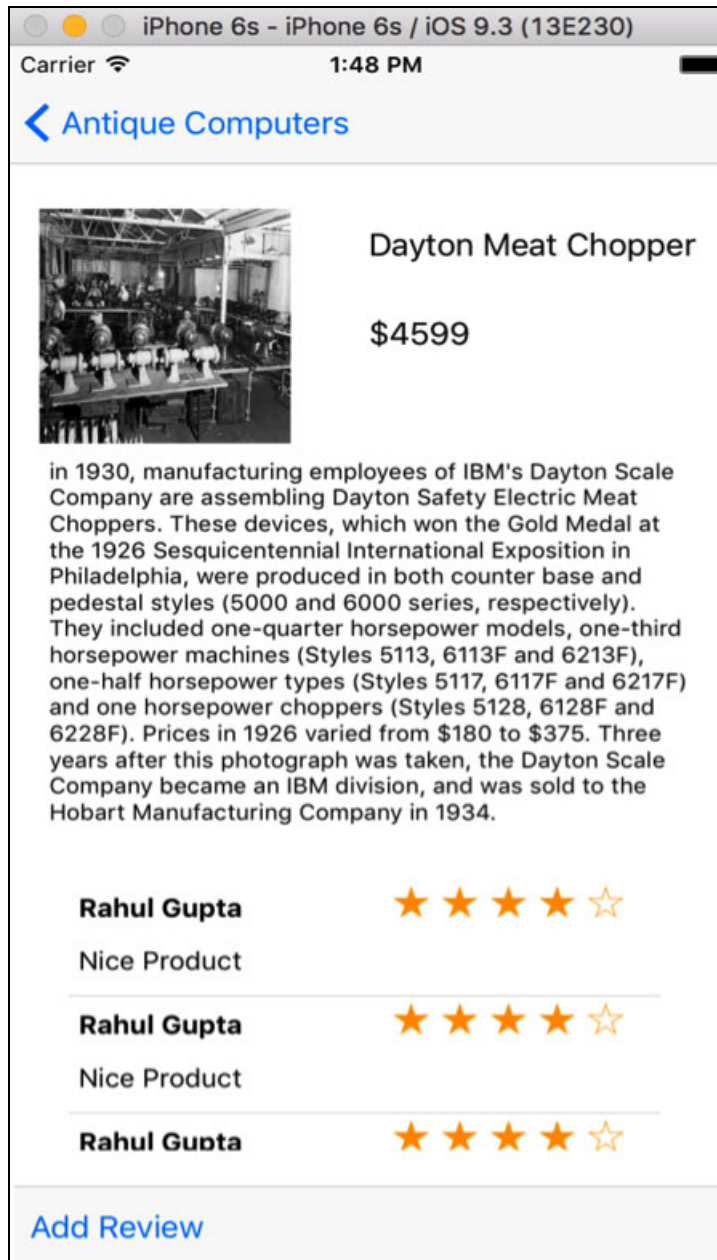 iPhone 6s - iPhone 6s / iOS 9.3 (13E230)
Carrier 1:48 PM
Antique Computers
Dayton Meat Chopper
$4599
in 1930, manufacturing employees of IBM's Dayton Scale
Company are assembling Dayton Safety Electric Meat
Choppers. These devices, which won the Gold Medal at
the 1926 Sesquicentennial International Exposition in
Philadelphia, were produced in both counter base and
pedestal styles (5000 and 6000 series, respectively).
They included one-quarter horsepower models, one-third
horsepower machines (Styles 5113, 6113F and 6213F),
one-half horsepower types (Styles 5117, 6117F and 6217F)
and one horsepower choppers (Styles 5128, 6128F and
6228F). Prices in 1926 varied from $180 to $375. Three
years after this photograph was taken, the Dayton Scale
Company became an IBM division, and was sold to the
Hobart Manufacturing Company in 1934.
Rahul Gupta
Nice Product
Rahul Gupta
Nice Product
Rahul Gupta
Add Review